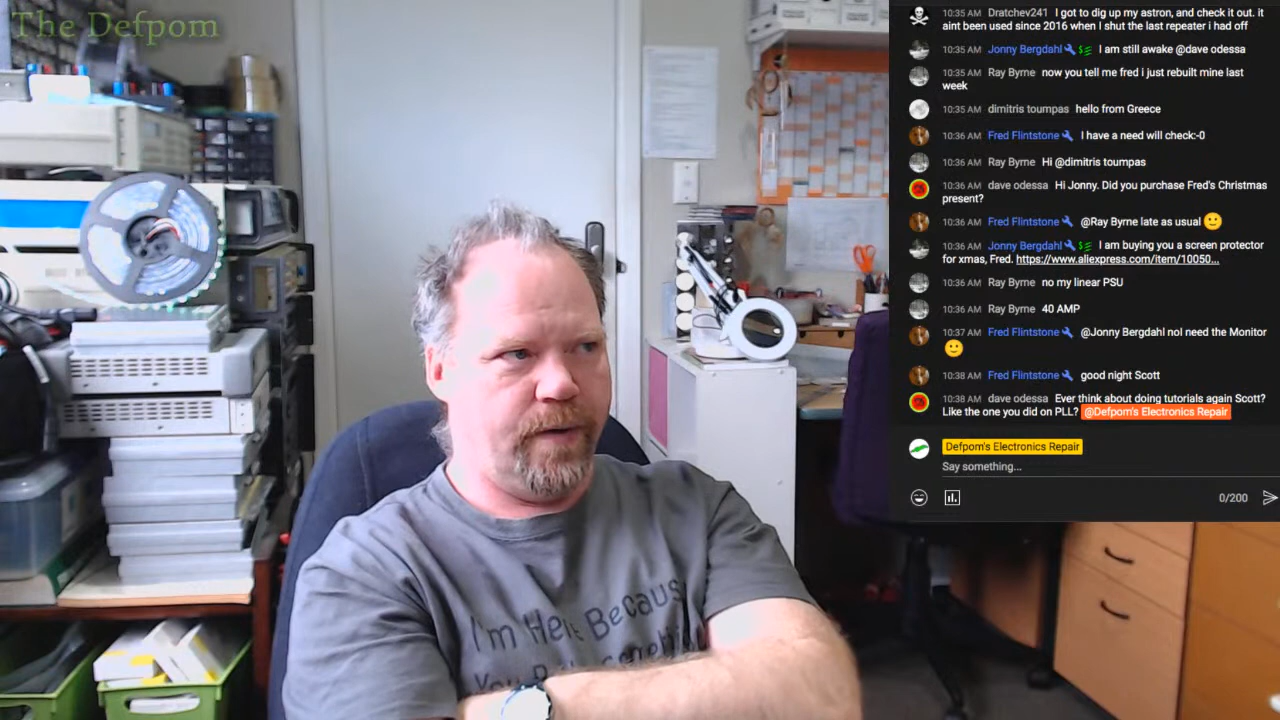 The Defpom
10:35 AM Dratchev241 I got to dig up my astron, and check it out. it
aint been used since 2016 when I shut the last repeater i had off
10:35 AM Jonny Bergdahl I am still awake @dave odessa
10:35 AM Ray Byrne now you tell me fred i just rebuilt mine last
week
10:35 AM dimitris toumpas hello from Greece
10:36 AM Fred Flintstone I have a need will check:-0
10:36 AM Ray Byrne Hi @dimitris toumpas
10:36 AM dave odessa Hi Jonny. Did you purchase Fred's Christmas
present?
10:36 AM Fred Flintstone @Ray Byrne late as usual 🙂
10:36 AM Jonny Bergdahl I am buying you a screen protector
for xmas, Fred. https://www.aliexpress.com/item/10050...
10:36 AM Ray Byrne no my linear PSU
10:36 AM Ray Byrne 40 AMP
10:37 AM Fred Flintstone @Jonny Bergdahl noI need the Monitor
🙂
10:38 AM Fred Flintstone good night Scott
10:38 AM dave odessa Ever think about doing tutorials again Scott?
Like the one you did on PLL? @Defpom's Electronics Repair
Defpom's Electronics Repair
Say something...
0/200
I'm Here Because
You